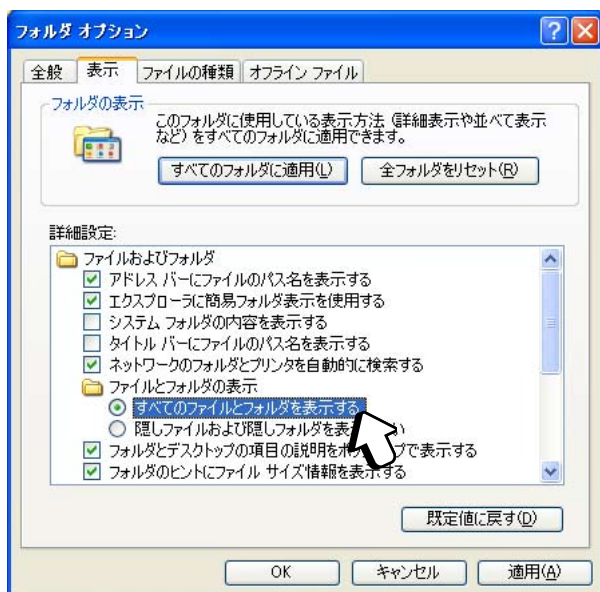 フォルダ オプション
全般 表示 ファイルの種類 オフライン ファイル
フォルダの表示
このフォルダに使用している表示方法 (詳細表示や並べて表示
など) をすべてのフォルダに適用できます。
すべてのフォルダに適用(L) 全フォルダをリセット(R)
詳細設定:
ファイルおよびフォルダ
アドレス バーにファイルのパス名を表示する
エクスプローラに簡易フォルダ表示を使用する
システム フォルダの内容を表示する
タイトル バーにファイルのパス名を表示する
ネットワークのフォルダとプリンタを自動的に検索する
ファイルとフォルダの表示
すべてのファイルとフォルダを表示する
隠しファイルおよび隠しフォルダを表 い
フォルダとデスクトップの項目の説明をポ プで表示する
フォルダのヒントにファイル サイズ情報を表示する
既定値に戻す(D)
OK キャンセル 適用(A)